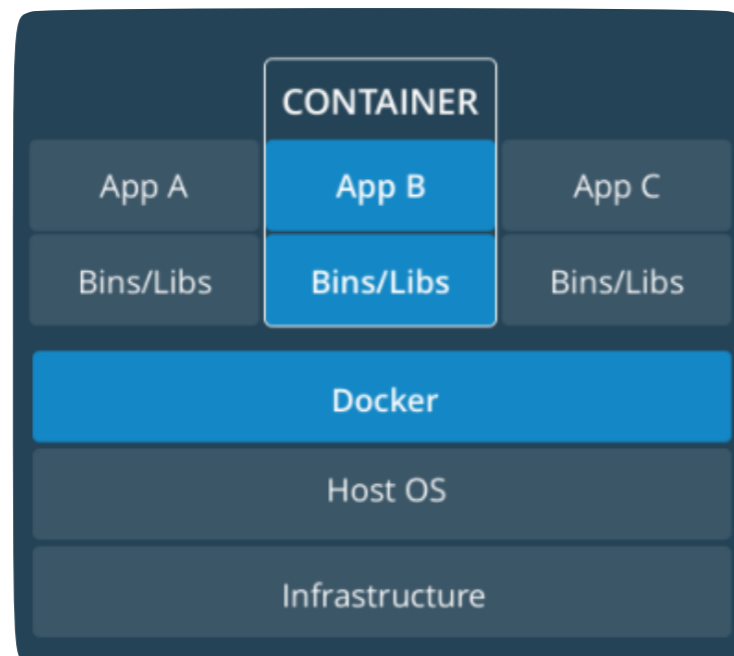 CONTAINER
App A
App B
App C
Bins/Libs
Bins/Libs
Bins/Libs
Docker
Host OS
Infrastructure